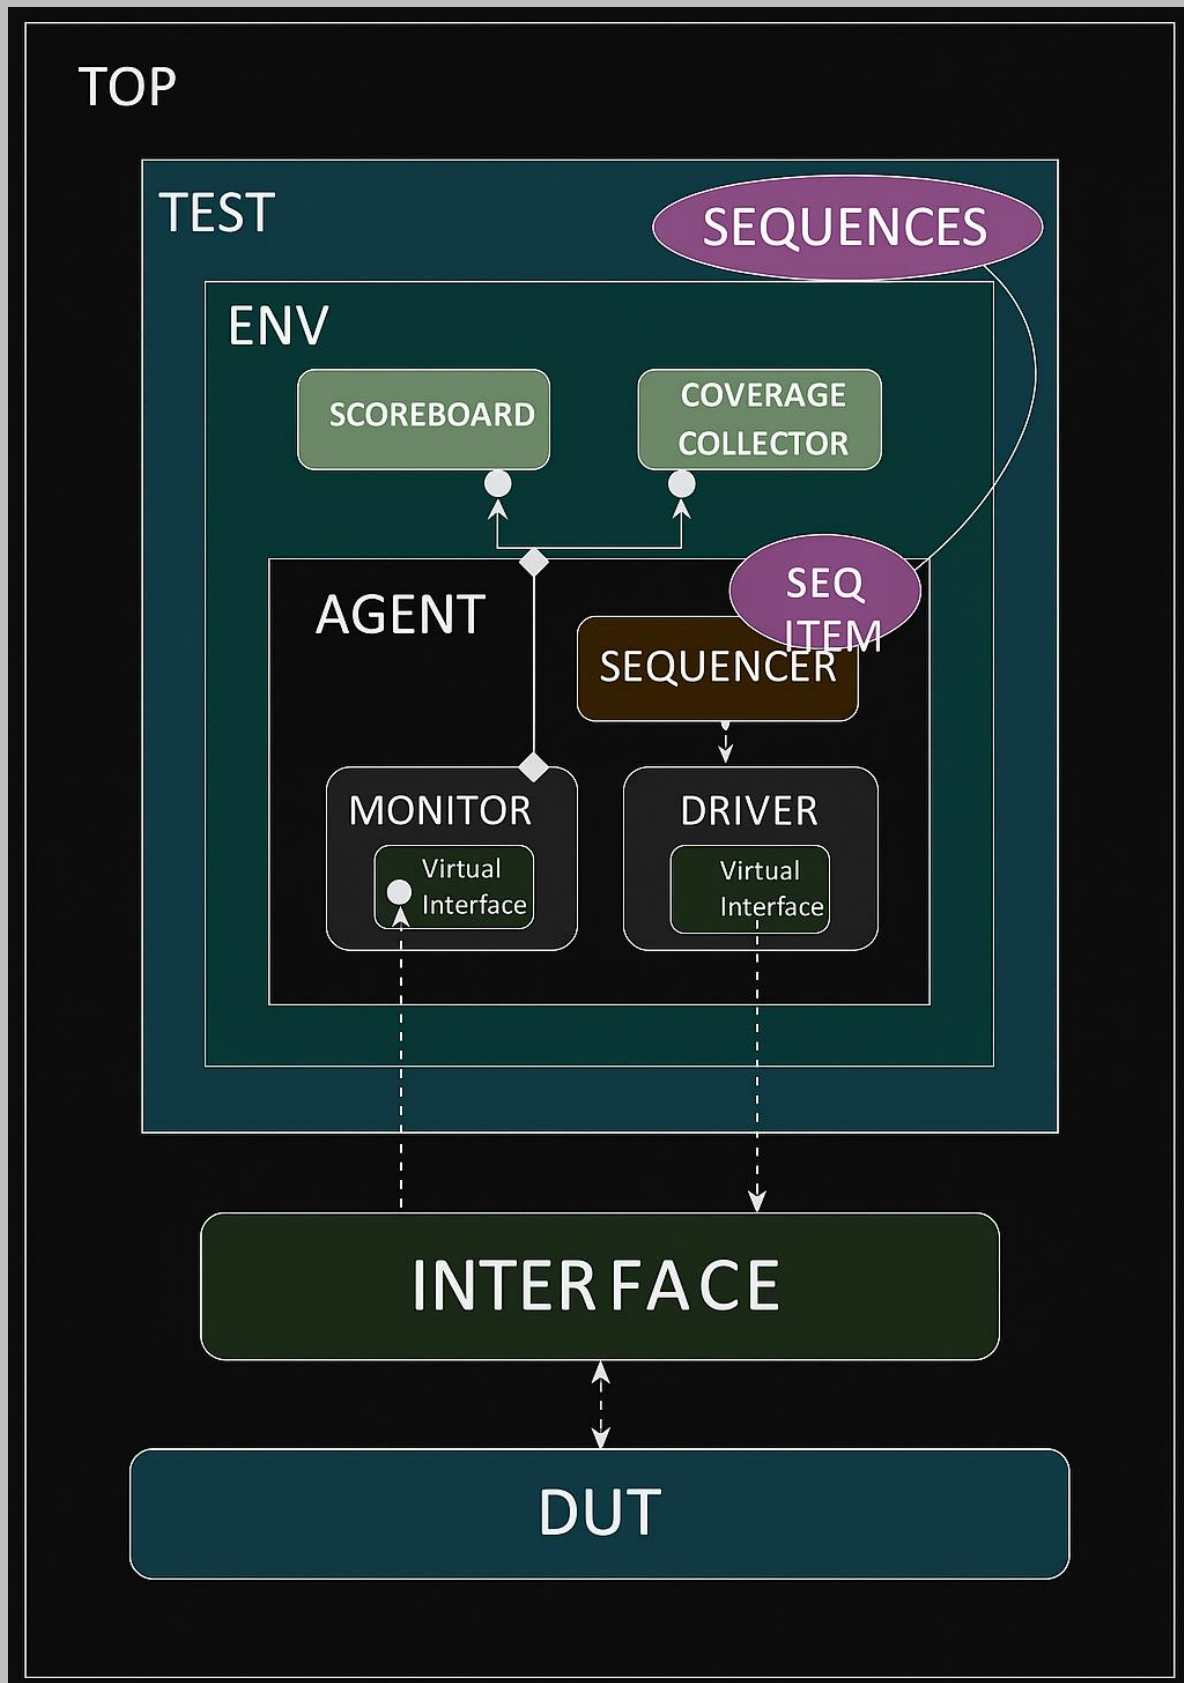 TOP
TEST
SEQUENCES
ENV
SCOREBOARD
COVERAGE
COLLECTOR
AGENT
SEQ
ITEM
SEQUENCER
MONITOR
Virtual
Interface
DRIVER
Virtual
Interface
INTERFACE
DUT